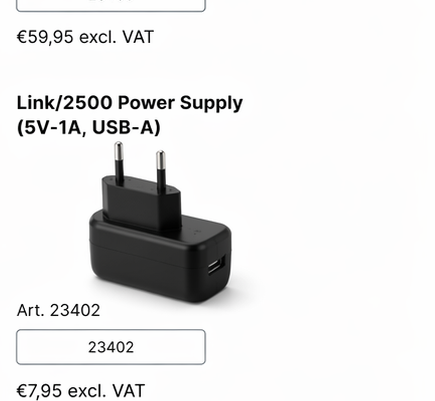 €59,95 excl. VAT
Link/2500 Power Supply
(5V-1A, USB-A)
Art. 23402
23402
€7,95 excl. VAT